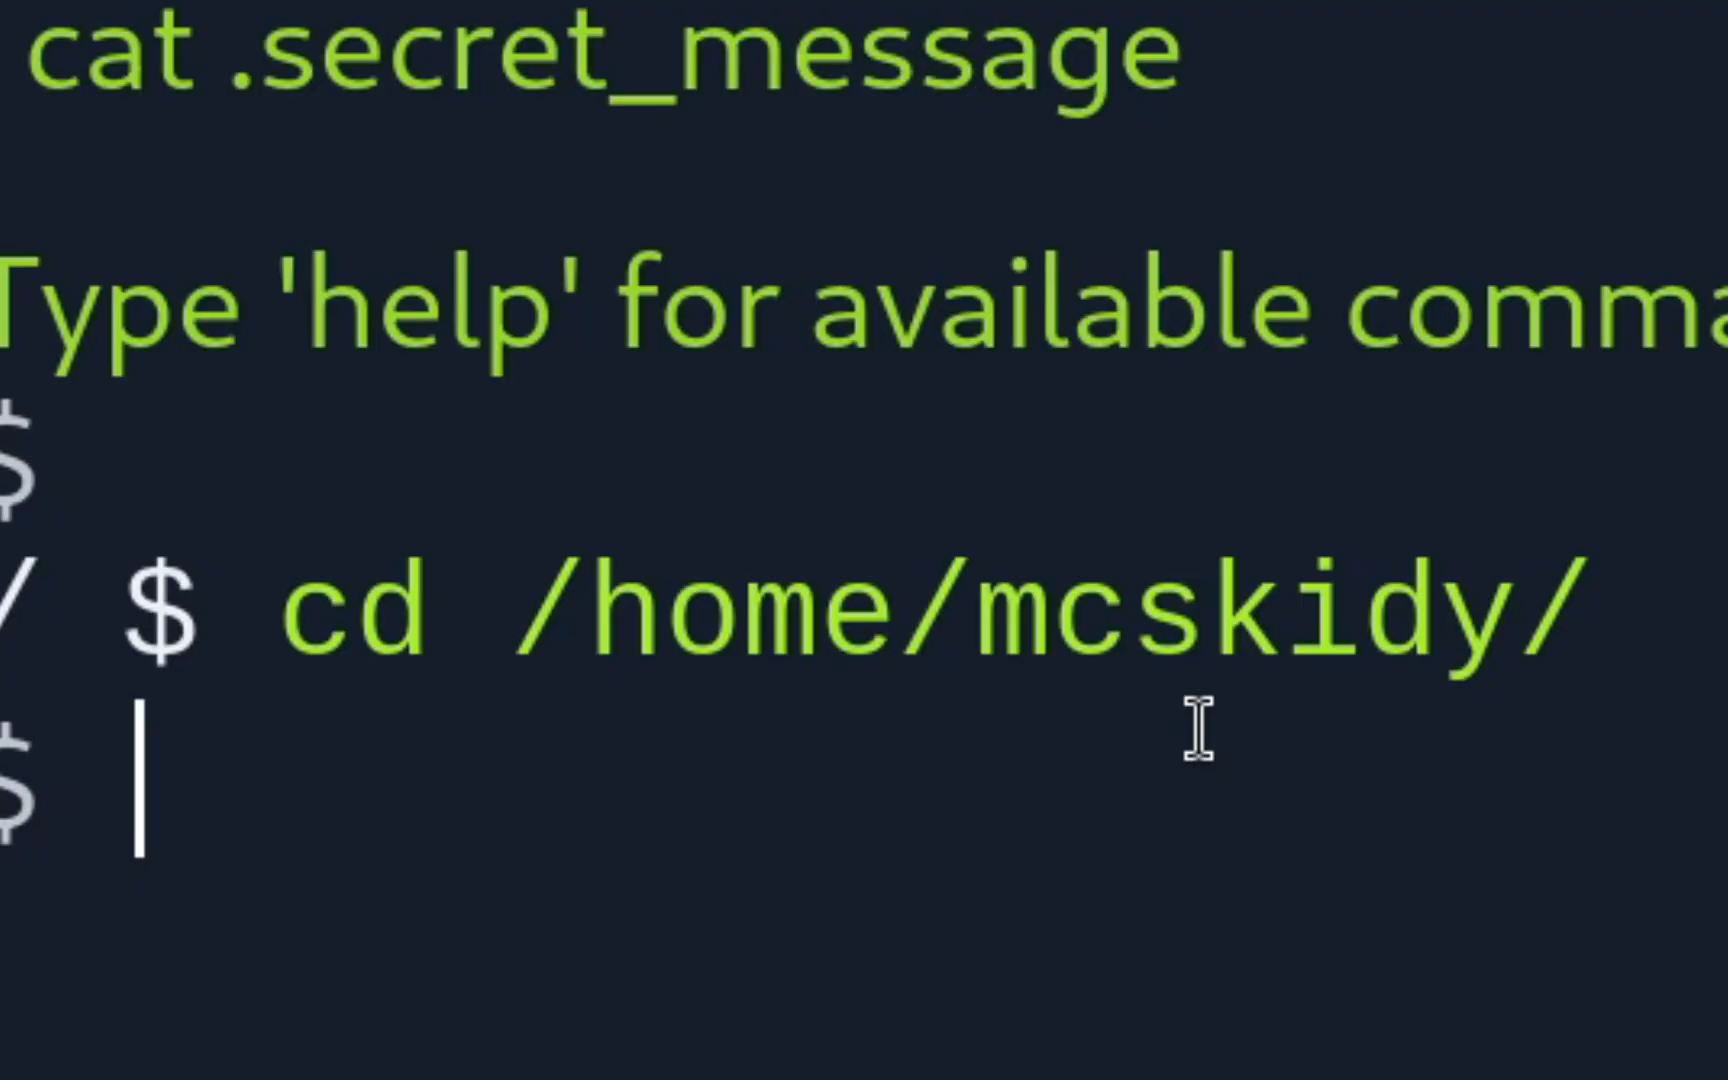 cat .secret_message
Type 'help' for available comma
$
/ $ cd /home/mcskidy/
$